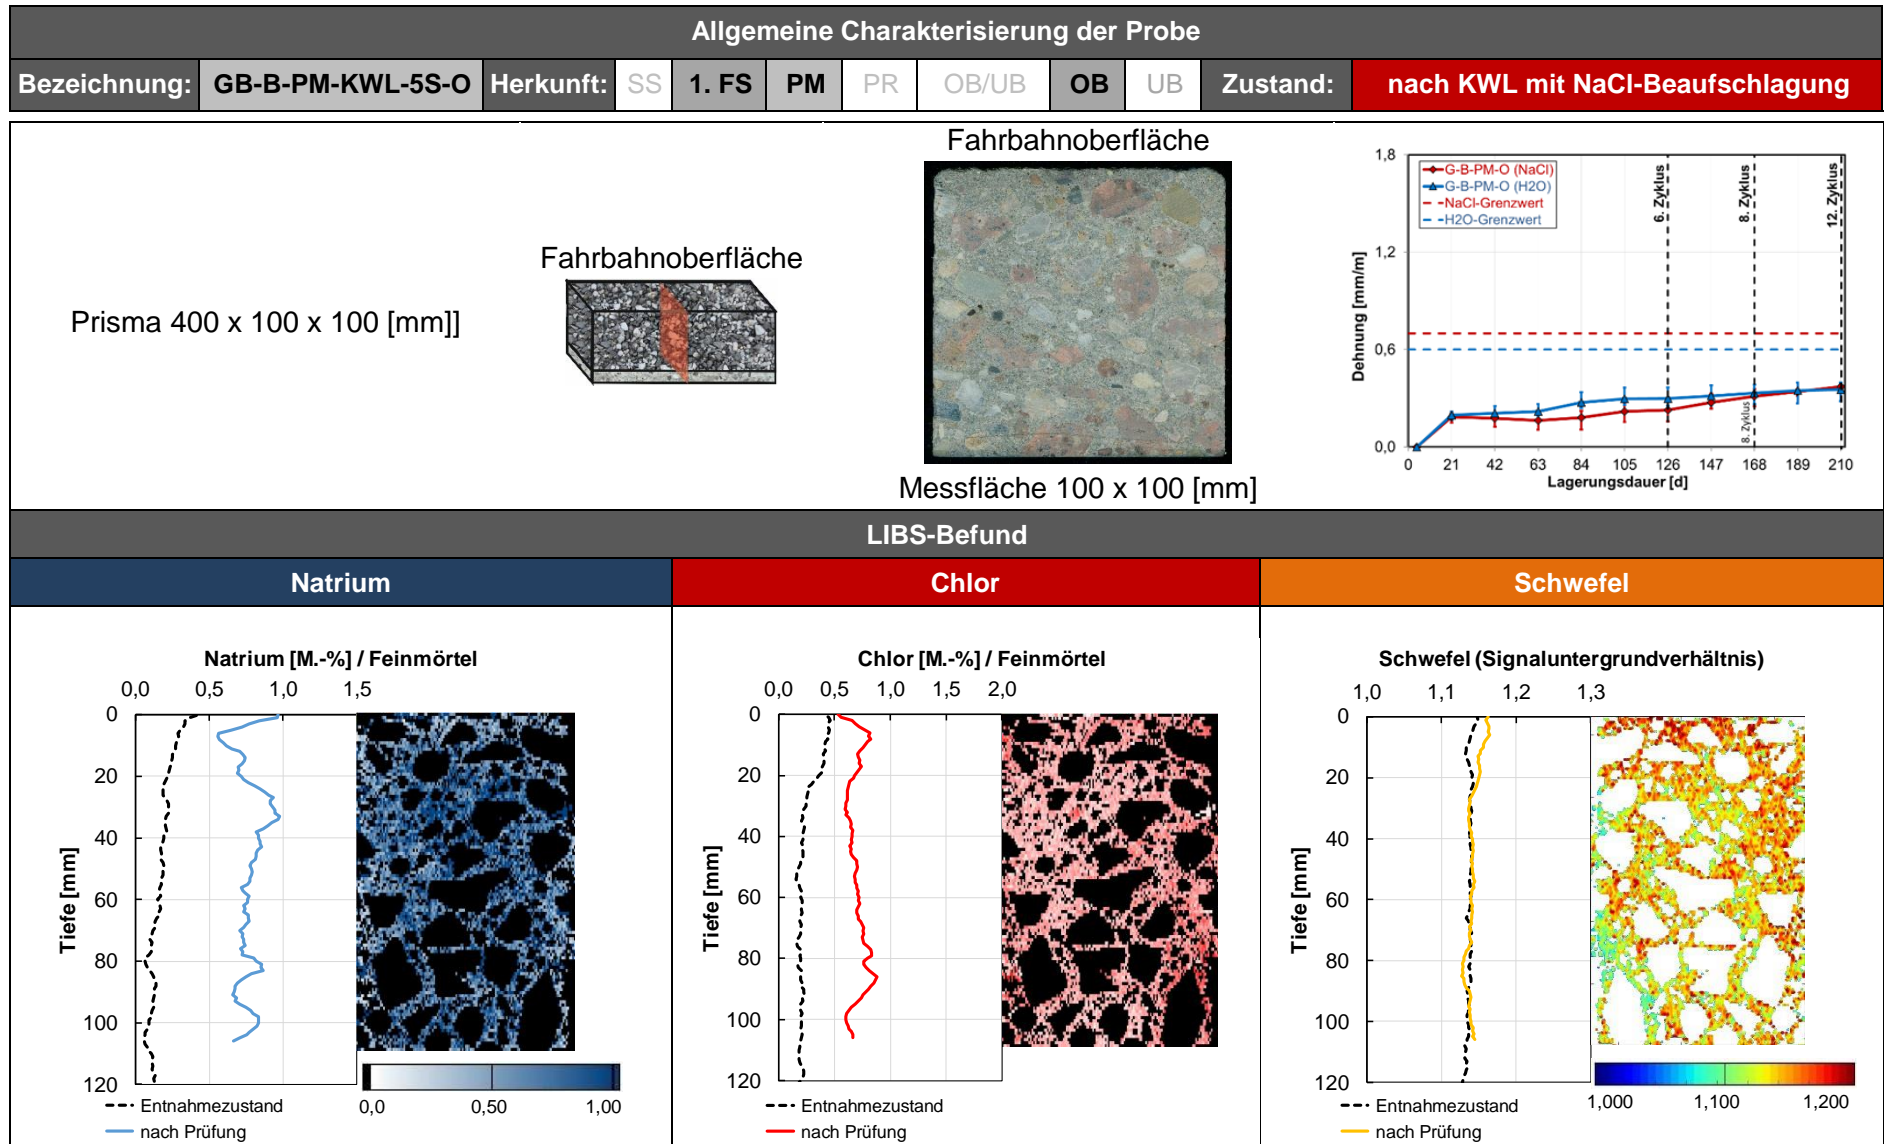 Allgemeine Charakterisierung der Probe
Bezeichnung: GB-B-PM-KWL-5S-O Herkunft: SS 1. FS PM PR OB/UB OB UB Zustand: nach KWL mit NaCl-Beaufschlagung
Prisma 400 x 100 x 100 [mm]]
Fahrbahnoberfläche
Fahrbahnoberfläche
Messfläche 100 x 100 [mm]
Dehnung [mm/m]
1,8
1,2
0,6
0,0
G-B-PM-O (NaCl)
G-B-PM-O (H2O)
NaCl-Grenzwert
H2O-Grenzwert
6. Zyklus
8. Zyklus
12. Zyklus
8. Zyklus
0 21 42 63 84 105 126 147 168 189 210
Lagerungsdauer [d]
LIBS-Befund
Natrium
Chlor
Schwefel
Natrium [M.-%] / Feinmörtel
0,0 0,5 1,0 1,5
Tiefe [mm]
0
20
40
60
80
100
120
0,0 0,50 1,00
Entnahmezustand
nach Prüfung
Chlor [M.-%] / Feinmörtel
0,0 0,5 1,0 1,5 2,0
Tiefe [mm]
0
20
40
60
80
100
120
Entnahmezustand
nach Prüfung
Schwefel (Signaluntergrundverhältnis)
1,0 1,1 1,2 1,3
Tiefe [mm]
0
20
40
60
80
100
120
1,000 1,100 1,200
Entnahmezustand
nach Prüfung